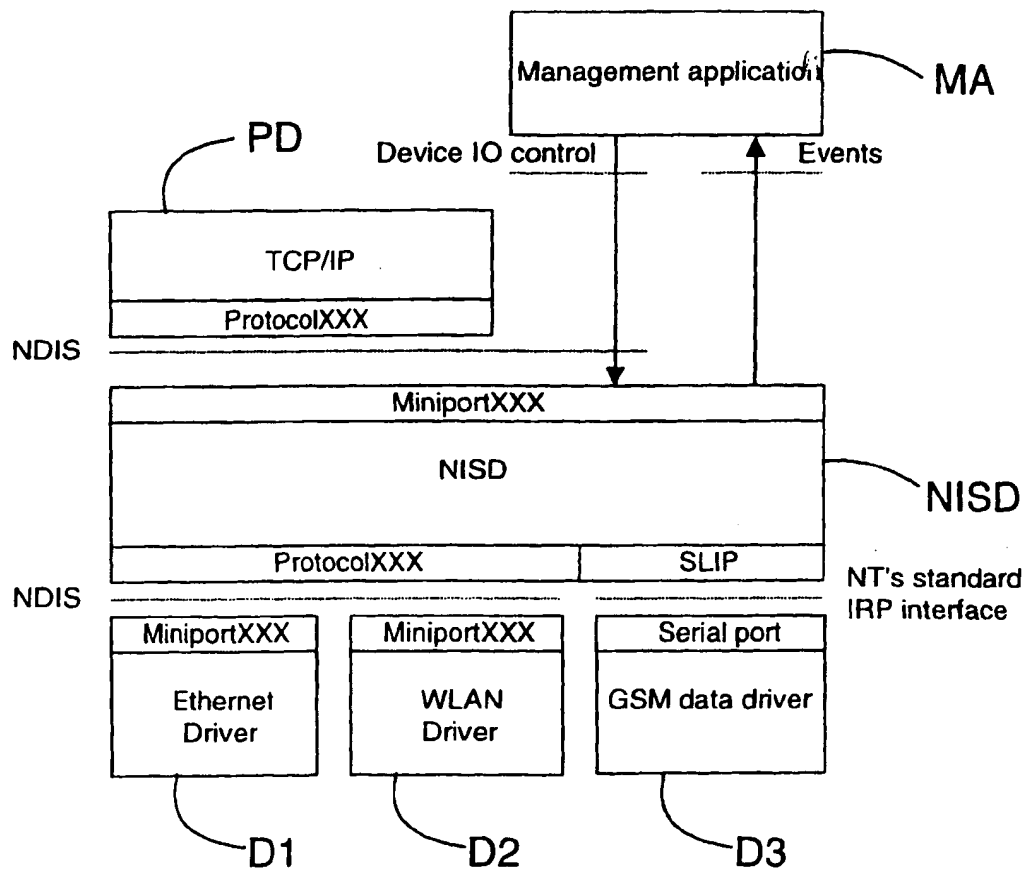 Management application
MA
PD
Device IO control
Events
TCP/IP
ProtocolXXX
NDIS
MiniportXXX
NISD
NISD
ProtocolXXX
SLIP
NT's standard
IRP interface
NDIS
MiniportXXX
MiniportXXX
Serial port
Ethernet
Driver
WLAN
Driver
GSM data driver
D1
D2
D3